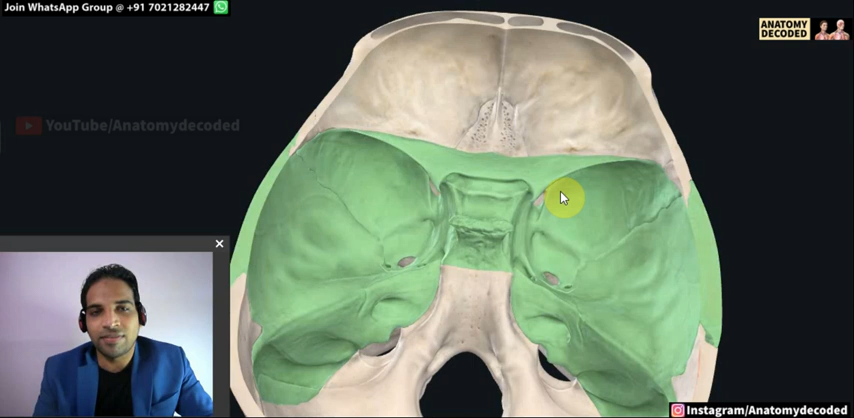 Join WhatsApp Group @ +91 7021282447
ANATOMY
DECODED
YouTube/Anatomydecoded
Instagram/Anatomydecoded